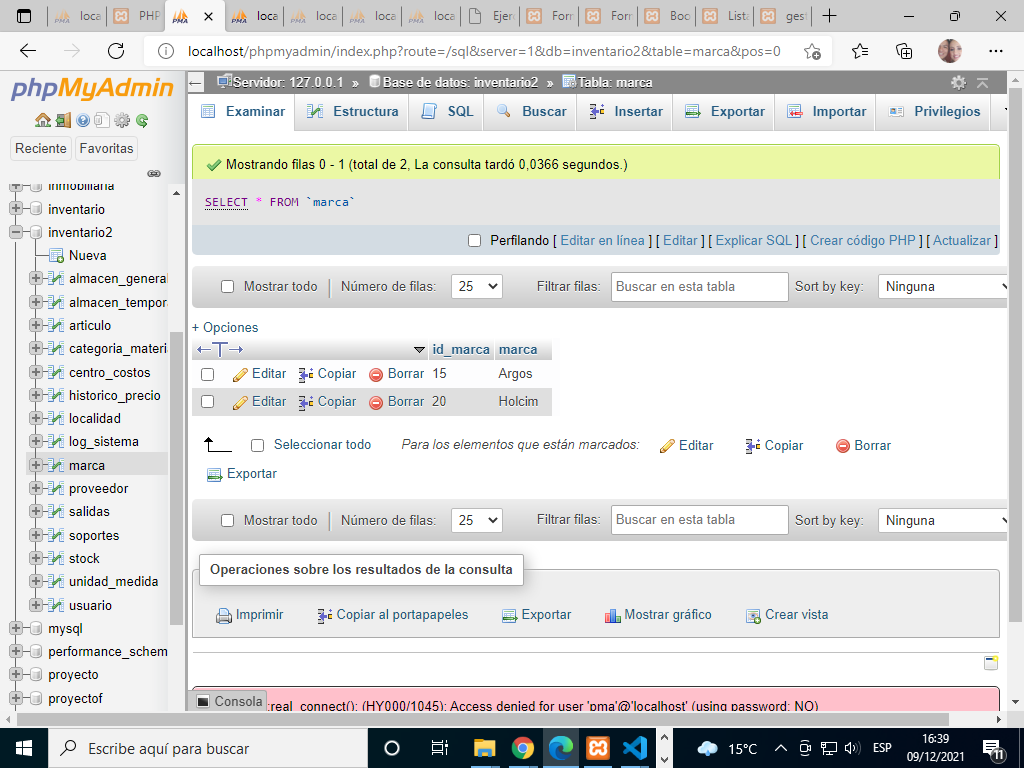 loca
PHP
loca
loca
loca
loca
Ejer
Forr
Forr
Boc
Lista
gest
localhost/phpmyadmin/index.php?route=/sql&server=1&db=inventario2&table=marca&pos=0
phpMyAdmin
Reciente
Favoritas
inmobiliaria
inventario
inventario2
Nueva
almacen_general
almacen_tempor
articulo
categoria_materi
centro_costos
historico_precio
localidad
log_sistema
marca
proveedor
salidas
soportes
stock
unidad_medida
usuario
mysql
performance_schem
proyecto
proyectof
Servidor: 127.0.0.1 » Base de datos: inventario2 » Tabla: marca
Examinar
Estructura
SQL
Buscar
Insertar
Exportar
Importar
Privilegios
Mostrando filas 0 - 1 (total de 2, La consulta tardó 0,0366 segundos.)
SELECT * FROM `marca`
Perfilando [ Editar en línea ] [ Editar ] [ Explicar SQL ] [ Crear código PHP ] [ Actualizar ]
Mostrar todo | Número de filas: 25 Filtrar filas: Buscar en esta tabla Sort by key: Ninguna
+ Opciones
←T→ id_marca marca
Editar Copiar Borrar 15 Argos
Editar Copiar Borrar 20 Holcim
Seleccionar todo Para los elementos que están marcados: Editar Copiar Borrar
Exportar
Mostrar todo | Número de filas: 25 Filtrar filas: Buscar en esta tabla Sort by key: Ninguna
Operaciones sobre los resultados de la consulta
Imprimir Copiar al portapapeles Exportar Mostrar gráfico Crear vista
Consola
:real_connect(): (HY000/1045): Access denied for user 'pma'@'localhost' (using password: NO)
Escribe aquí para buscar
15°C
ESP
16:39
09/12/2021
11